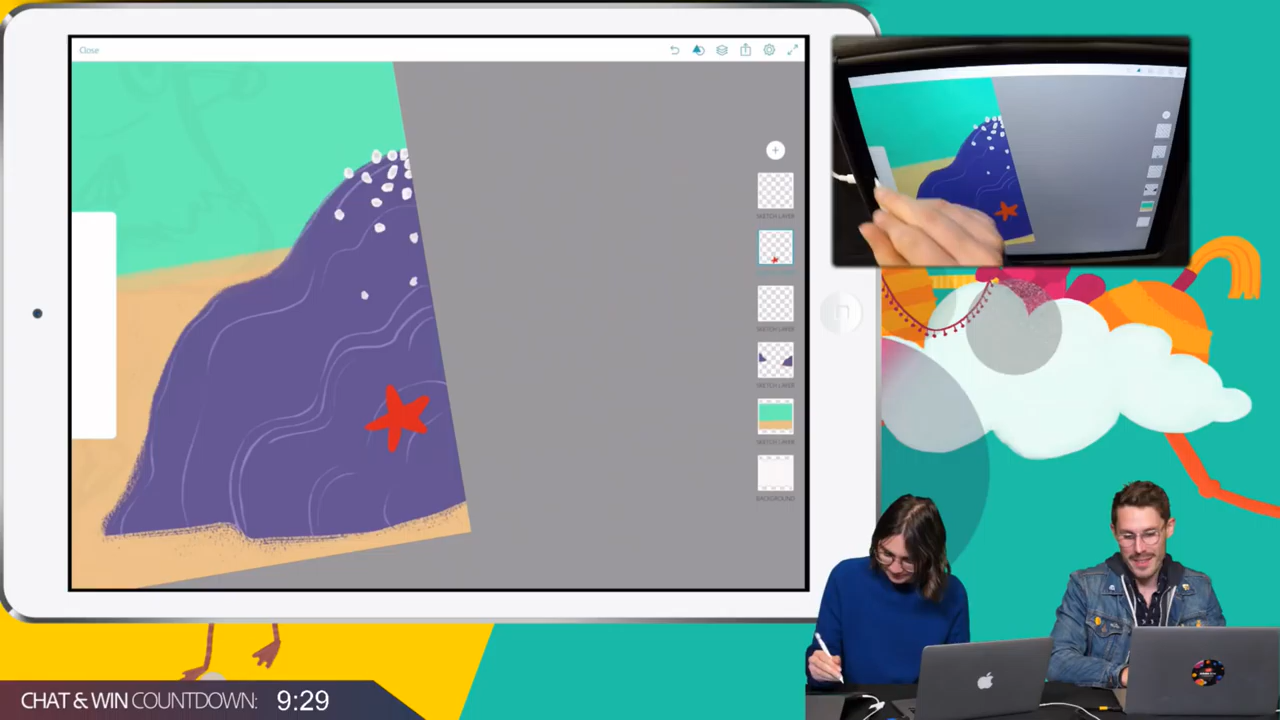 Close
SKETCH LAYER
SKETCH LAYER
SKETCH LAYER
SKETCH LAYER
BACKGROUND
CHAT & WIN COUNTDOWN: 9:29